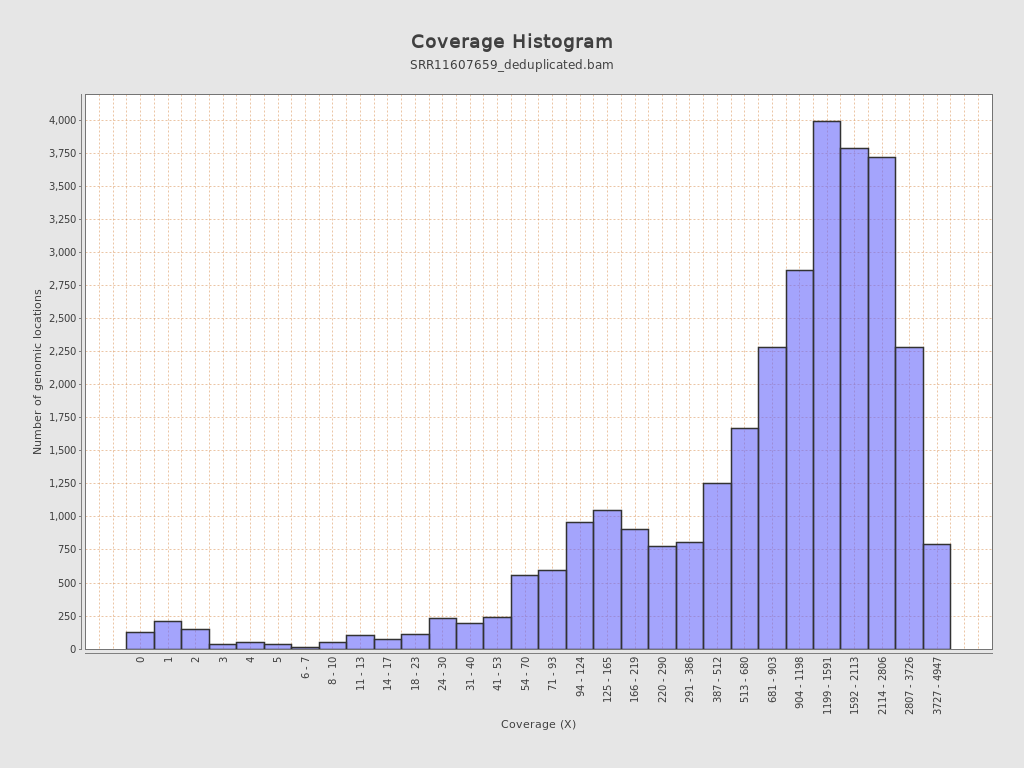 Coverage Histogram
SRR11607659_deduplicated.bam
Number of genomic locations
4,000
3,750
3,500
3,250
3,000
2,750
2,500
2,250
2,000
1,750
1,500
1,250
1,000
750
500
250
0
0
1
2
3
4
5
6 - 7
8 - 10
11 - 13
14 - 17
18 - 23
24 - 30
31 - 40
41 - 53
54 - 70
71 - 93
94 - 124
125 - 165
166 - 219
220 - 290
291 - 386
387 - 512
513 - 680
681 - 903
904 - 1198
1199 - 1591
1592 - 2113
2114 - 2806
2807 - 3726
3727 - 4947
Coverage (X)